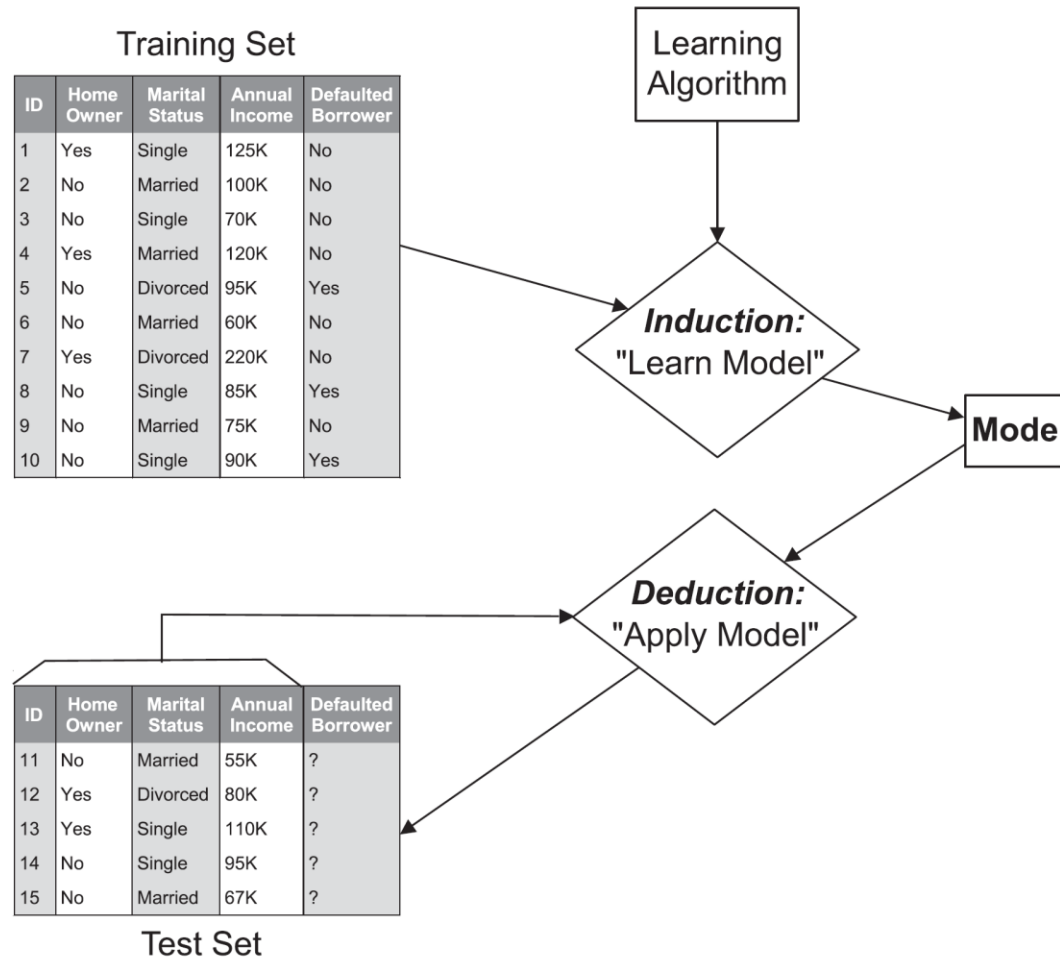 Training Set
ID Home Owner Marital Status Annual Income Defaulted Borrower
1 Yes Single 125K No
2 No Married 100K No
3 No Single 70K No
4 Yes Married 120K No
5 No Divorced 95K Yes
6 No Married 60K No
7 Yes Divorced 220K No
8 No Single 85K Yes
9 No Married 75K No
10 No Single 90K Yes
Learning
Algorithm
Induction:
"Learn Model"
Mode
Deduction:
"Apply Model"
ID Home Owner Marital Status Annual Income Defaulted Borrower
11 No Married 55K ?
12 Yes Divorced 80K ?
13 Yes Single 110K ?
14 No Single 95K ?
15 No Married 67K ?
Test Set